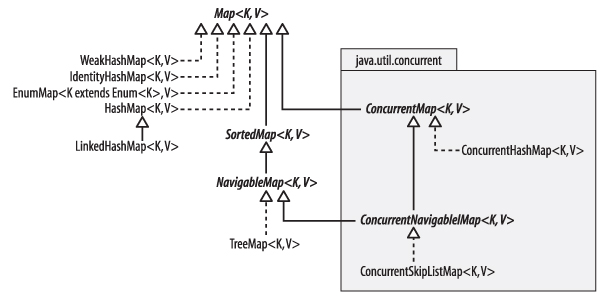 Map<K,V>
java.util.concurrent
WeakHashMap<K,V>
IdentityHashMap<K,V>
EnumMap<K extends Enum<K>,V>
HashMap<K,V>
ConcurrentMap<K,V>
SortedMap<K,V>
LinkedHashMap<K,V>
ConcurrentHashMap<K,V>
NavigableMap<K,V>
ConcurrentNavigablelMap<K,V>
TreeMap<K,V>
ConcurrentSkipListMap<K,V>